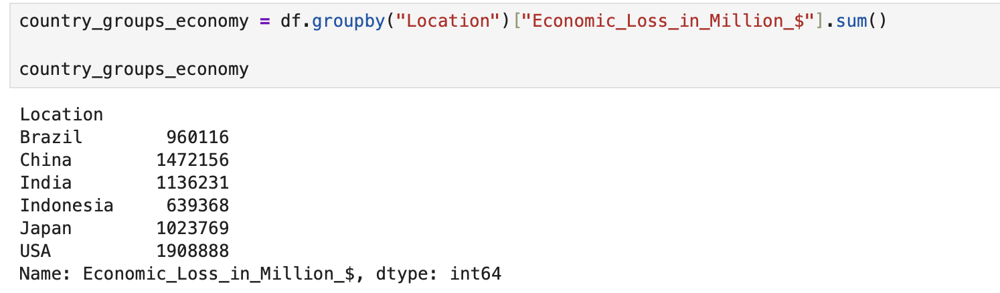 country_groups_economy = df.groupby("Location")["Economic_Loss_in_Million_$"].sum()
country_groups_economy
Location
Brazil        960116
China        1472156
India        1136231
Indonesia     639368
Japan        1023769
USA          1908888
Name: Economic_Loss_in_Million_$, dtype: int64